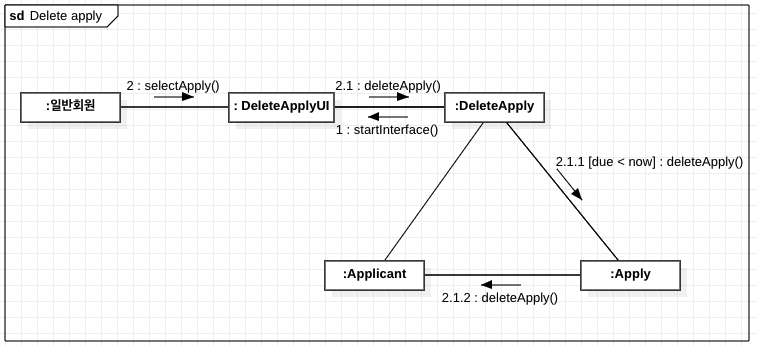 sd Delete apply
2 : selectApply()
2.1 : deleteApply()
:일반회원
: DeleteApplyUI
:DeleteApply
1 : startInterface()
2.1.1 [due < now] : deleteApply()
:Applicant
:Apply
2.1.2 : deleteApply()